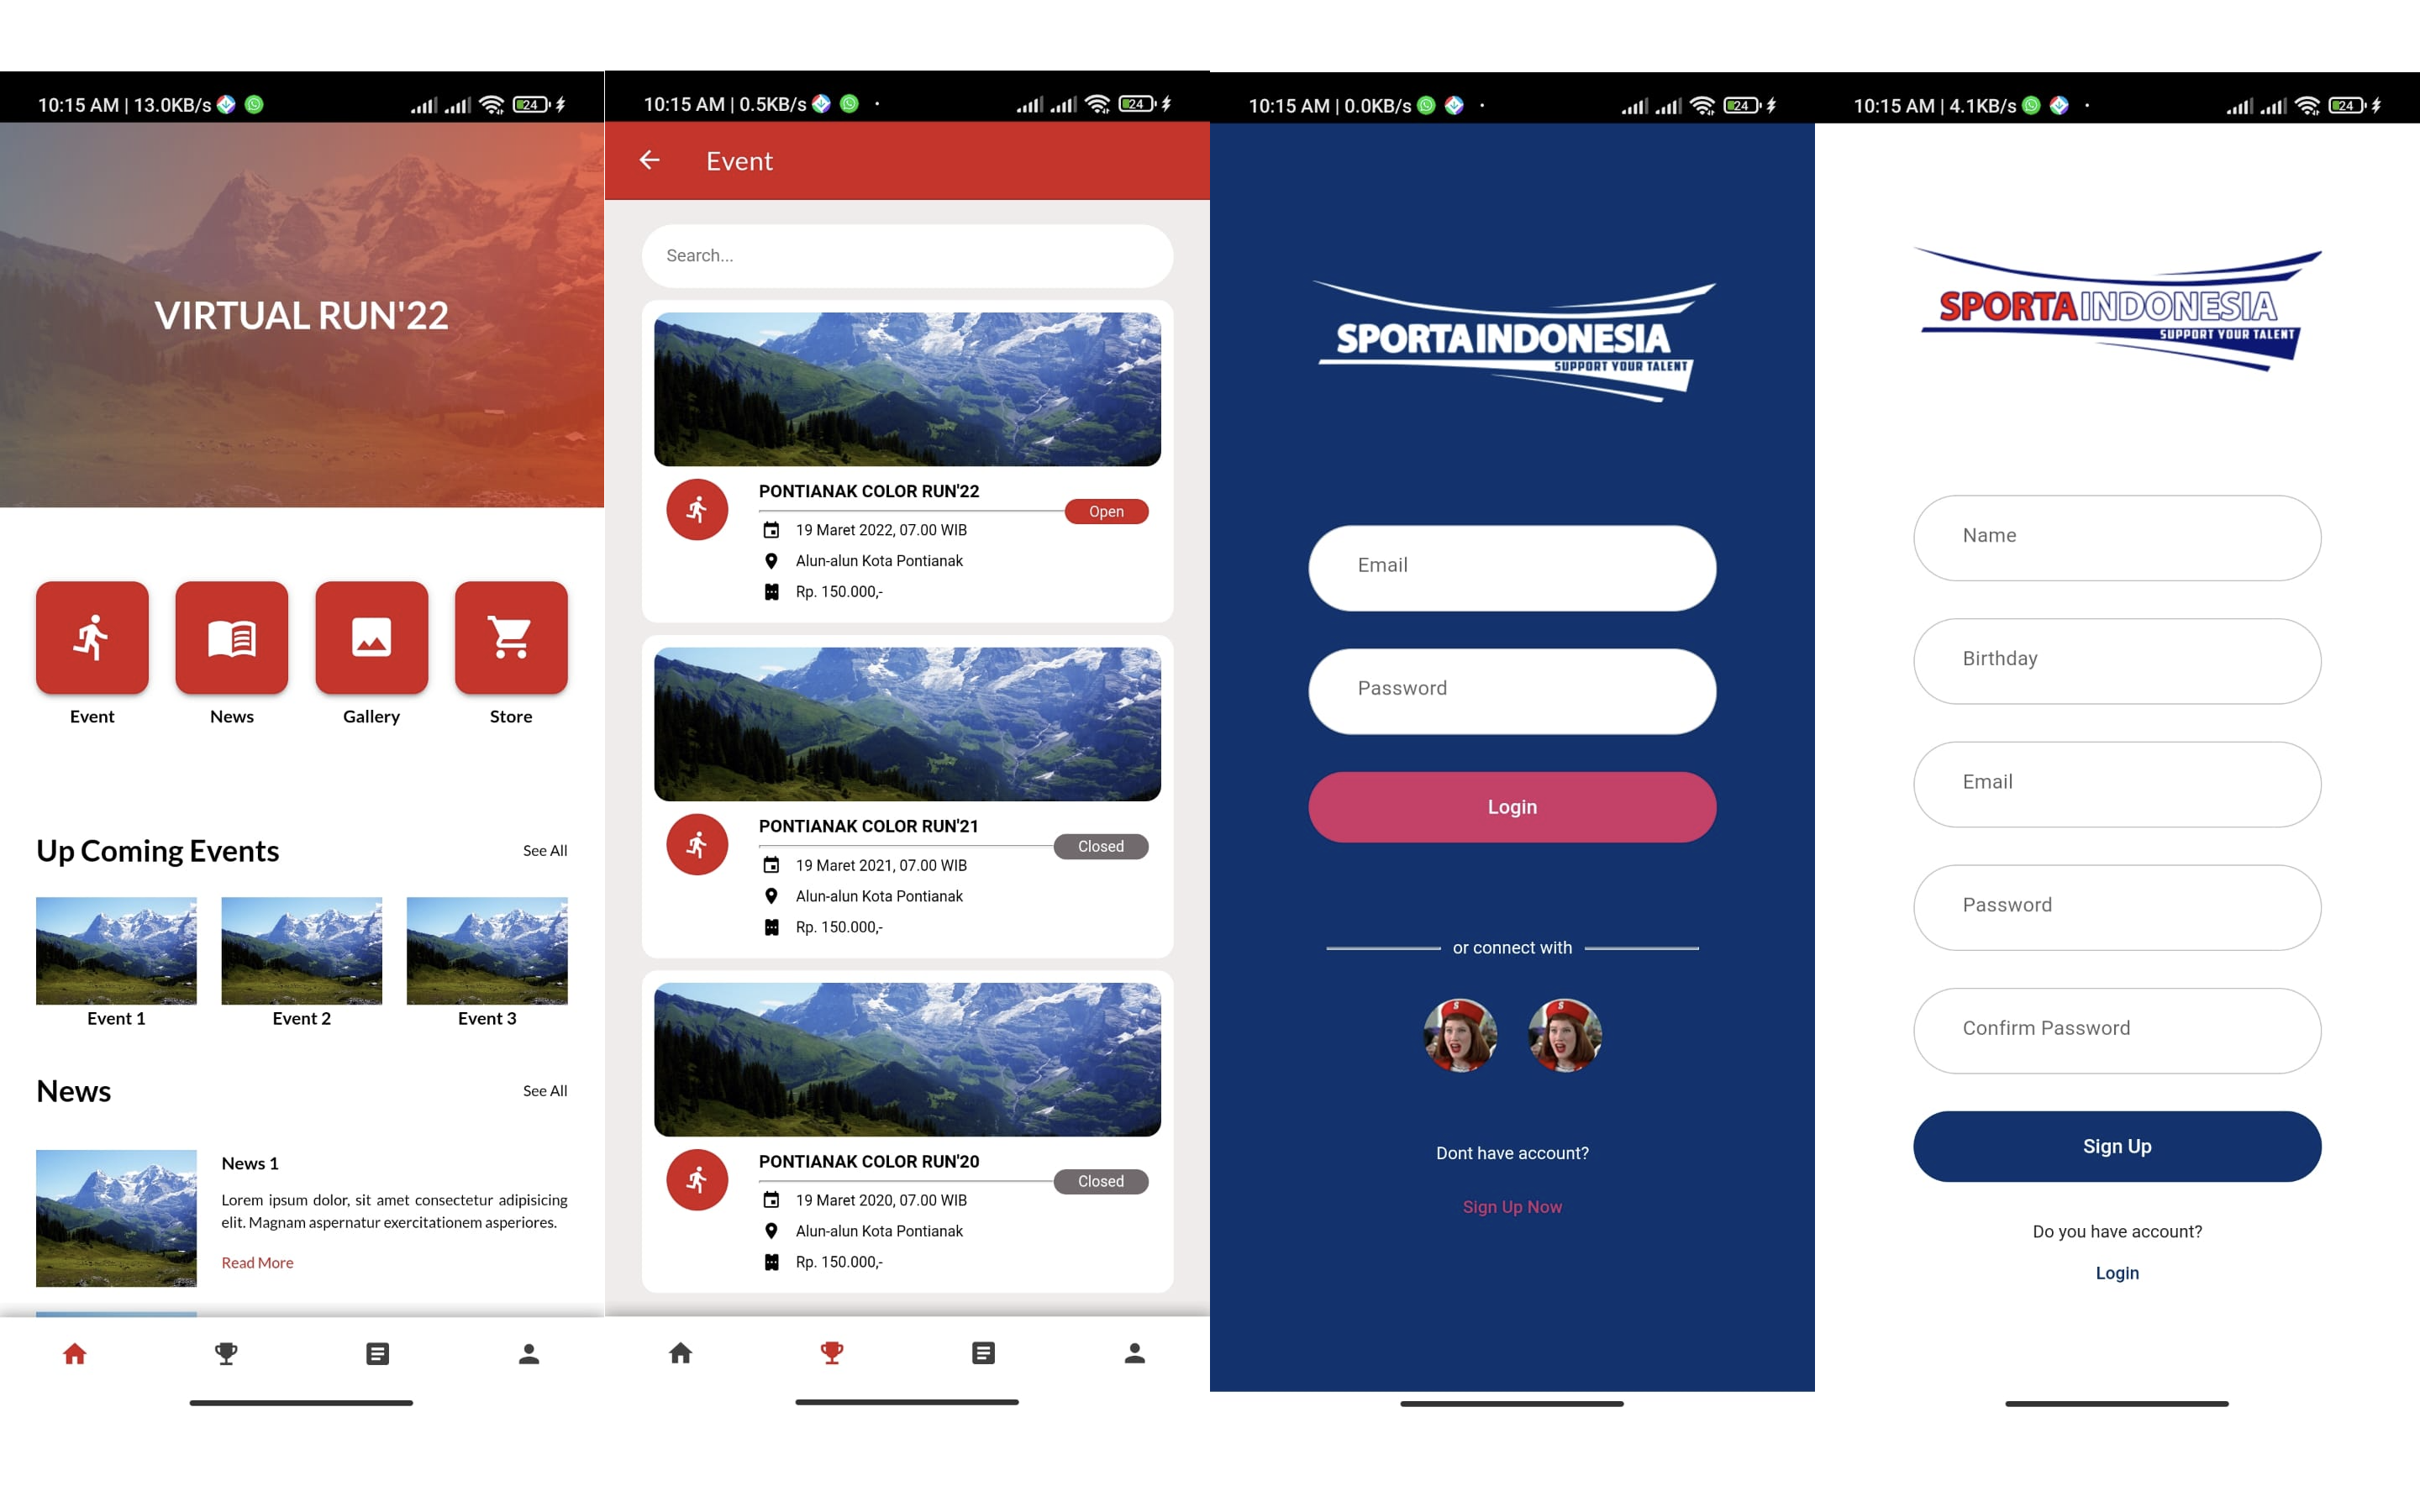 10:15 AM | 13.0KB/s
24
VIRTUAL RUN'22
Event
News
Gallery
Store
Up Coming Events
See All
Event 1
Event 2
Event 3
News
See All
News 1
Lorem ipsum dolor, sit amet consectetur adipisicing
elit. Magnam aspernatur exercitationem asperiores.
Read More
10:15 AM | 0.5KB/s
24
Event
Search...
PONTIANAK COLOR RUN'22
Open
19 Maret 2022, 07.00 WIB
Alun-alun Kota Pontianak
Rp. 150.000,-
PONTIANAK COLOR RUN'21
Closed
19 Maret 2021, 07.00 WIB
Alun-alun Kota Pontianak
Rp. 150.000,-
PONTIANAK COLOR RUN'20
Closed
19 Maret 2020, 07.00 WIB
Alun-alun Kota Pontianak
Rp. 150.000,-
10:15 AM | 0.0KB/s
24
SPORTAINDONESIA
SUPPORT YOUR TALENT
Email
Password
Login
or connect with
S
S
Dont have account?
Sign Up Now
10:15 AM | 4.1KB/s
24
SPORTAINDONESIA
SUPPORT YOUR TALENT
Name
Birthday
Email
Password
Confirm Password
Sign Up
Do you have account?
Login